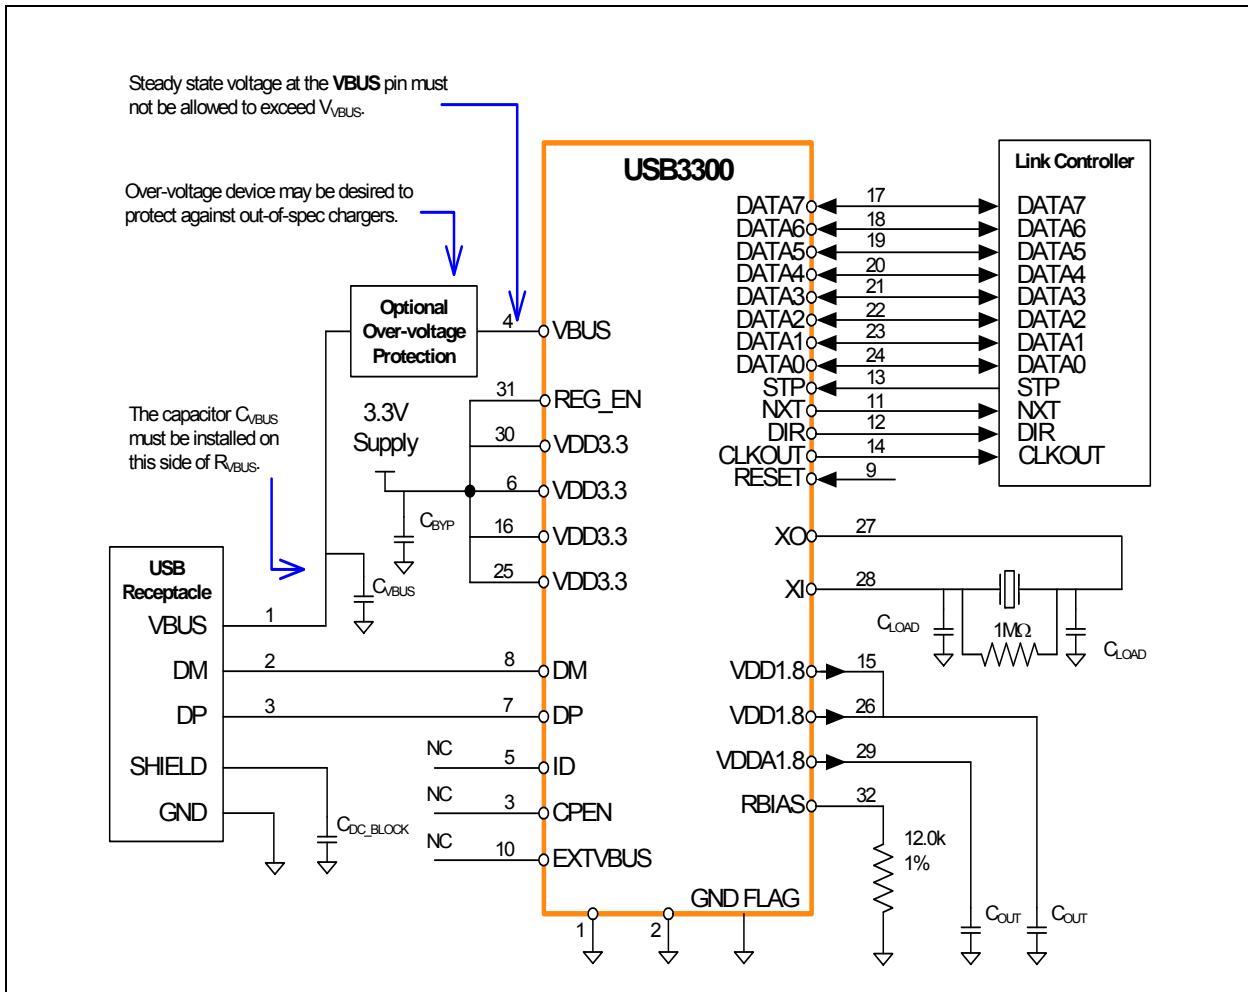 Steady state voltage at the VBUS pin must
not be allowed to exceed VVBUS.
Over-voltage device may be desired to
protect against out-of-spec chargers.
Optional
Over-voltage
Protection
The capacitor CVBUS
must be installed on
this side of RVBUS.
3.3V
Supply
CBYP
CVBUS
USB
Receptacle
VBUS 1
DM 2
DP 3
SHIELD
GND
CDC_BLOCK
USB3300
4 VBUS
31 REG_EN
30 VDD3.3
6 VDD3.3
16 VDD3.3
25 VDD3.3
8 DM
7 DP
NC 5 ID
NC 3 CPEN
NC 10 EXTVBUS
1
2
GND FLAG
Link Controller
DATA7 17 DATA7
DATA6 18 DATA6
DATA5 19 DATA5
DATA4 20 DATA4
DATA3 21 DATA3
DATA2 22 DATA2
DATA1 23 DATA1
DATA0 24 DATA0
STP 13 STP
NXT 11 NXT
DIR 12 DIR
CLKOUT 14 CLKOUT
RESET 9
XO 27
XI 28
CLOAD
1MΩ
CLOAD
VDD1.8 15
VDD1.8 26
VDDA1.8 29
RBIAS 32
12.0k
1%
COUT
COUT